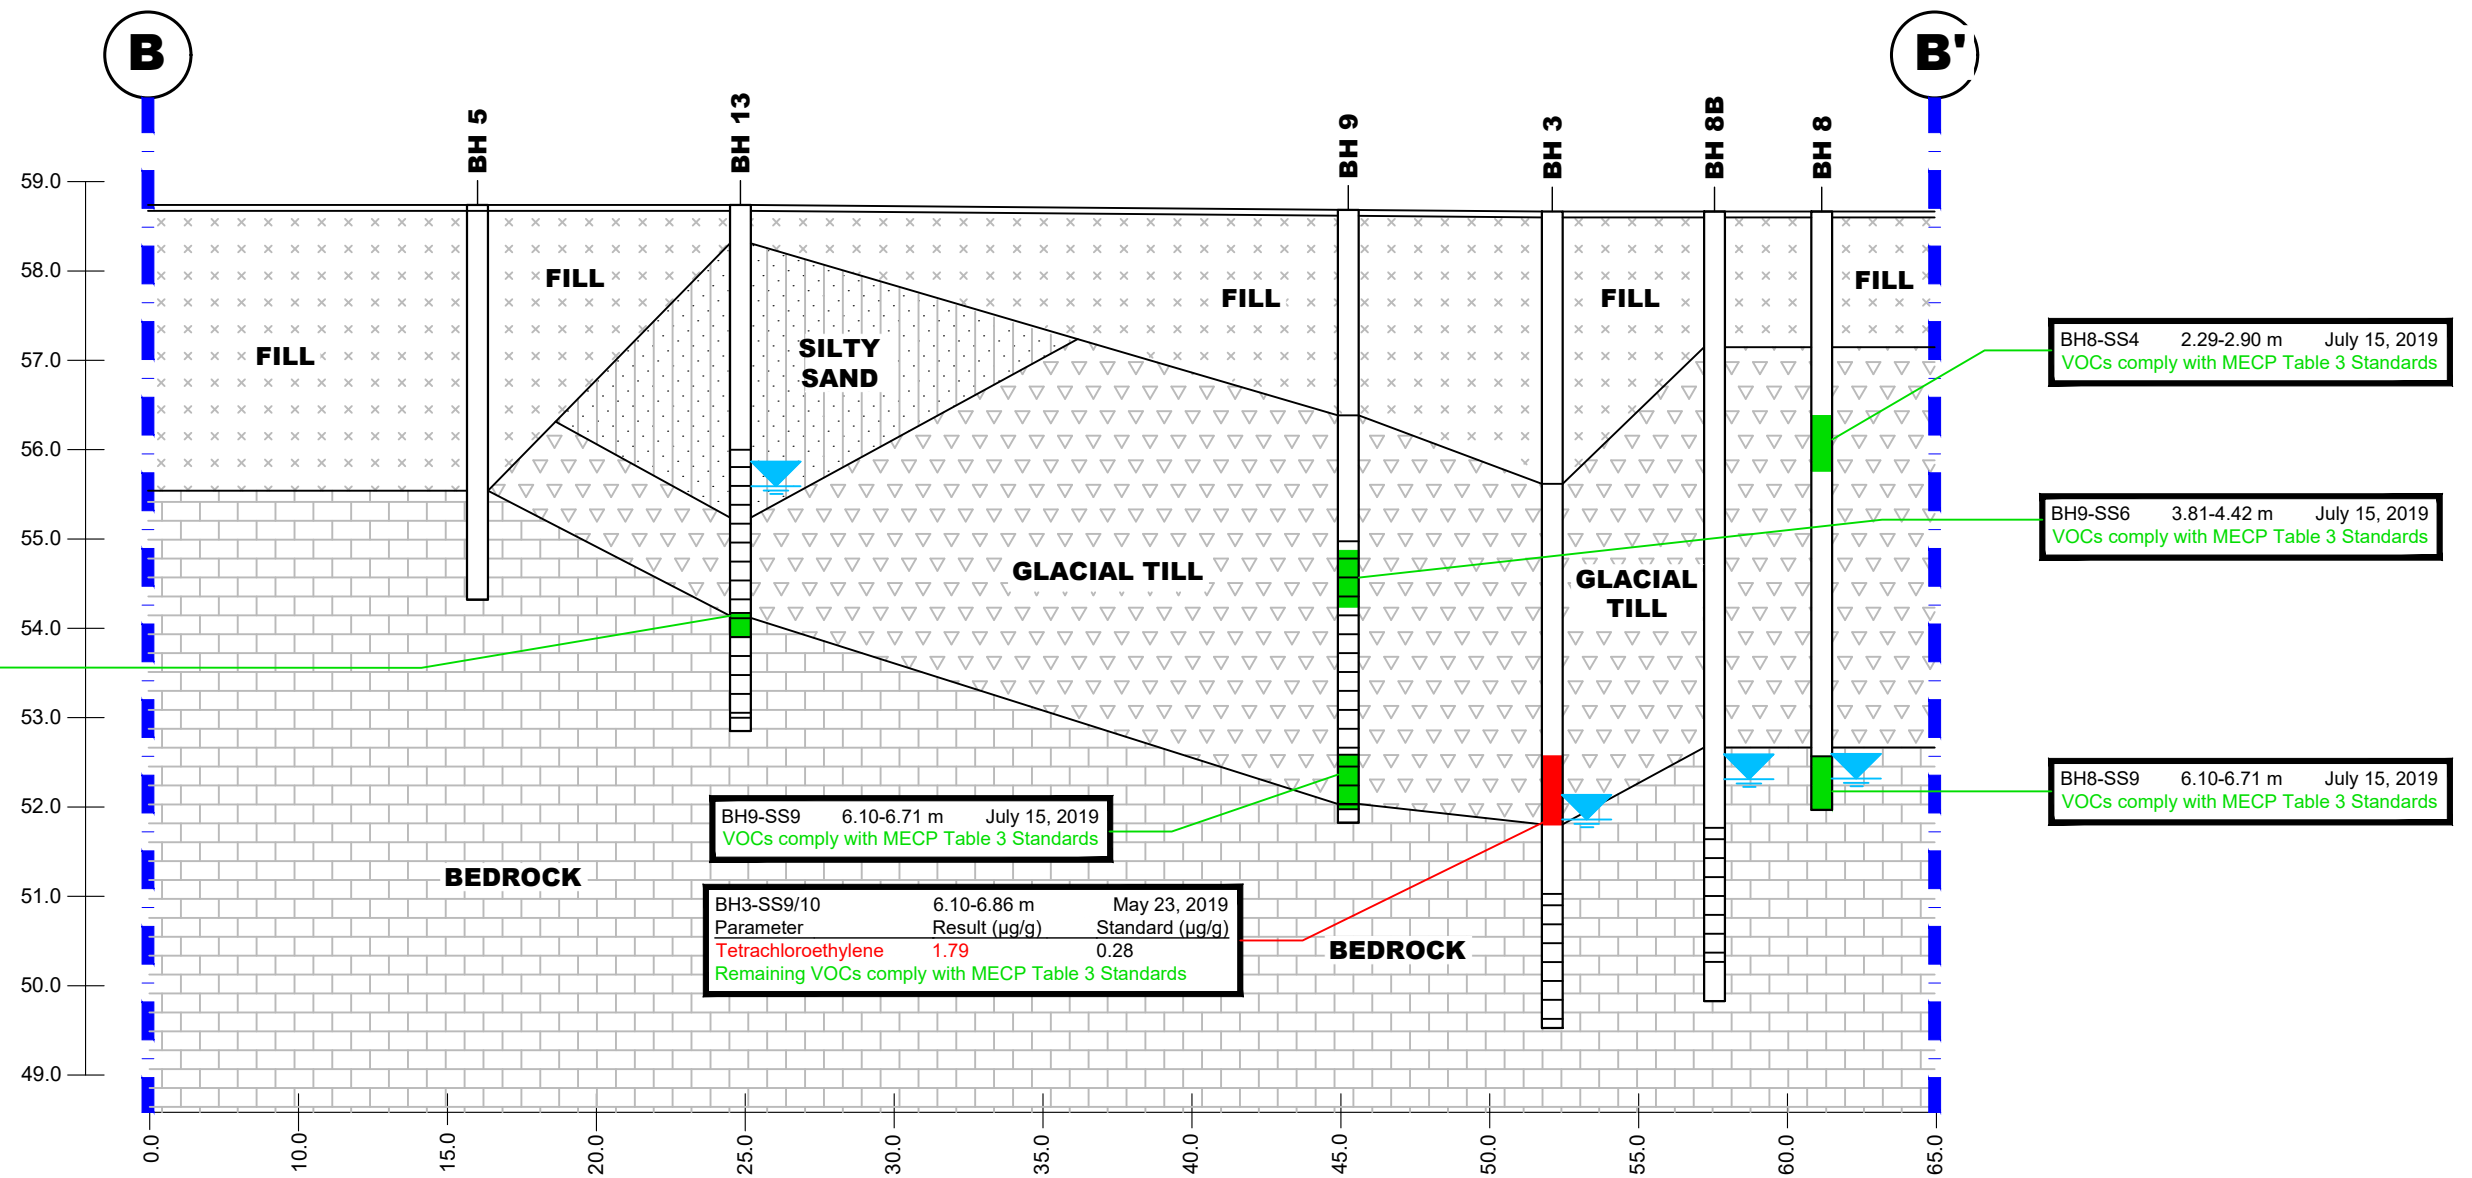 B
B'
BH 5
BH 13
BH 9
BH 3
BH 8B
BH 8
59.0
58.0
57.0
56.0
55.0
54.0
53.0
52.0
51.0
50.0
49.0
FILL
FILL
FILL
FILL
FILL
SILTY
SAND
GLACIAL TILL
GLACIAL
TILL
BEDROCK
BEDROCK
BH8-SS4 2.29-2.90 m July 15, 2019
VOCs comply with MECP Table 3 Standards
BH9-SS6 3.81-4.42 m July 15, 2019
VOCs comply with MECP Table 3 Standards
BH8-SS9 6.10-6.71 m July 15, 2019
VOCs comply with MECP Table 3 Standards
BH9-SS9 6.10-6.71 m July 15, 2019
VOCs comply with MECP Table 3 Standards
BH3-SS9/10 6.10-6.86 m May 23, 2019
Parameter Result (µg/g) Standard (µg/g)
Tetrachloroethylene 1.79 0.28
Remaining VOCs comply with MECP Table 3 Standards
0.0 10.0 15.0 20.0 25.0 30.0 35.0 40.0 45.0 50.0 55.0 60.0 65.0